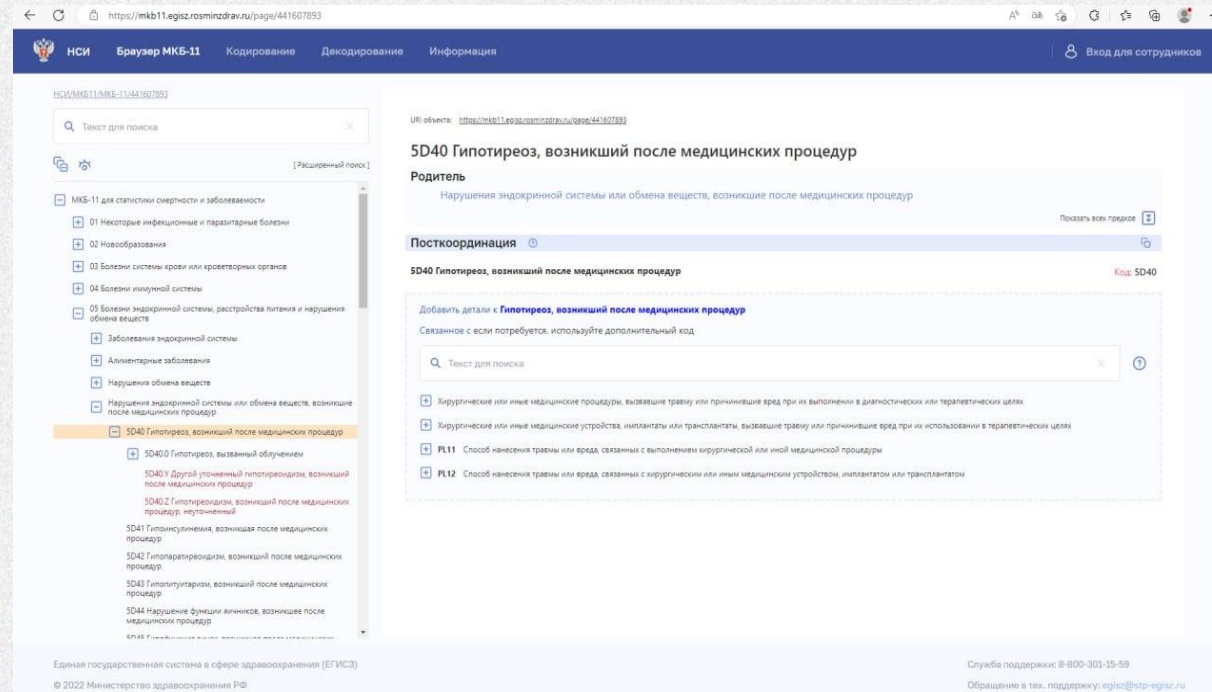 https://mkb11.egisz.rosminzdrav.ru/page/441607893
НСИ Браузер МКБ-11 Кодирование Декодирование Информация Вход для сотрудников
НСИ/МКБ11/МКБ-11/441607893
Текст для поиска
[ Расширенный поиск ]
МКБ-11 для статистики смертности и заболеваемости
01 Некоторые инфекционные и паразитарные болезни
02 Новообразования
03 Болезни системы крови или кроветворных органов
04 Болезни иммунной системы
05 Болезни эндокринной системы, расстройства питания и нарушения
обмена веществ
Заболевания эндокринной системы
Алиментарные заболевания
Нарушения обмена веществ
Нарушения эндокринной системы или обмена веществ, возникшие
после медицинских процедур
5D40 Гипотиреоз, возникший после медицинских процедур
5D40.0 Гипотиреоз, вызванный облучением
5D40.Y Другой уточненный гипотиреоидизм, возникший
после медицинских процедур
5D40.Z Гипотиреоидизм, возникший после медицинских
процедур, неуточненный
5D41 Гипоинсулинемия, возникшая после медицинских
процедур
5D42 Гипопаратиреоидизм, возникший после медицинских
процедур
5D43 Гипопитуитаризм, возникший после медицинских
процедур
5D44 Нарушение функции яичников, возникшее после
медицинских процедур
URI объекта: https://mkb11.egisz.rosminzdrav.ru/page/441607893
5D40 Гипотиреоз, возникший после медицинских процедур
Родитель
Нарушения эндокринной системы или обмена веществ, возникшие после медицинских процедур
Показать всех предков
Посткоординация
5D40 Гипотиреоз, возникший после медицинских процедур Код: 5D40
Добавить детали к Гипотиреоз, возникший после медицинских процедур
Связанное с если потребуется, используйте дополнительный код
Текст для поиска
Хирургические или иные медицинские процедуры, вызвавшие травму или причинившие вред при их выполнении в диагностических или терапевтических целях
Хирургические или иные медицинские устройства, имплантаты или трансплантаты, вызвавшие травму или причинившие вред при их использовании в терапевтических целях
PL11 Способ нанесения травмы или вреда, связанных с выполнением хирургической или иной медицинской процедуры
PL12 Способ нанесения травмы или вреда, связанных с хирургическим или иным медицинским устройством, имплантатом или трансплантатом
Единая государственная система в сфере здравоохранения (ЕГИСЗ)
© 2022 Министерство здравоохранения РФ
Служба поддержки: 8-800-301-15-59
Обращение в тех. поддержку: egisz@stp-egisz.ru